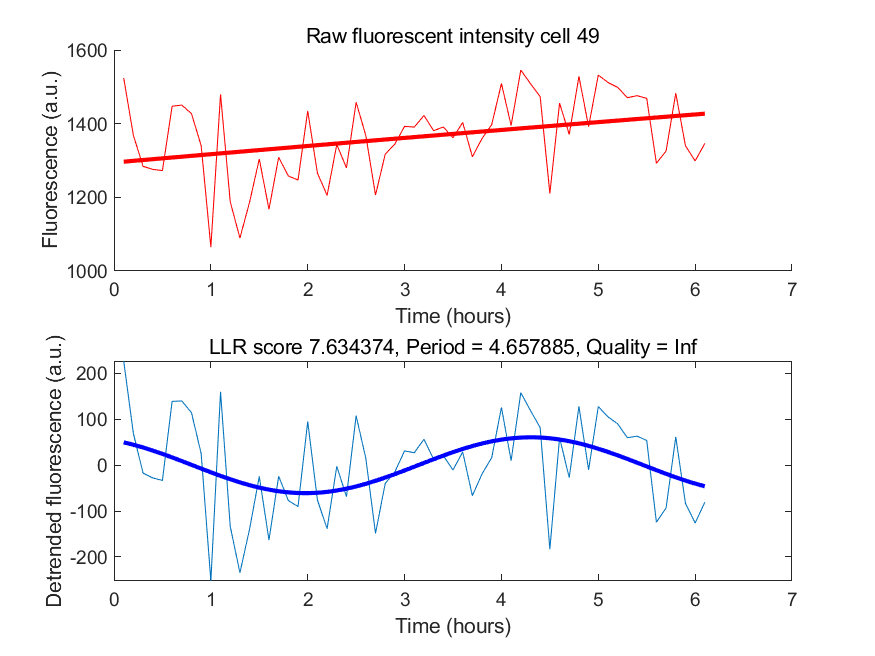 Raw fluorescent intensity cell 49
1600
1400
1200
1000
Fluorescence (a.u.)
0 1 2 3 4 5 6 7
Time (hours)
LLR score 7.634374, Period = 4.657885, Quality = Inf
200
100
0
-100
-200
Detrended fluorescence (a.u.)
0 1 2 3 4 5 6 7
Time (hours)